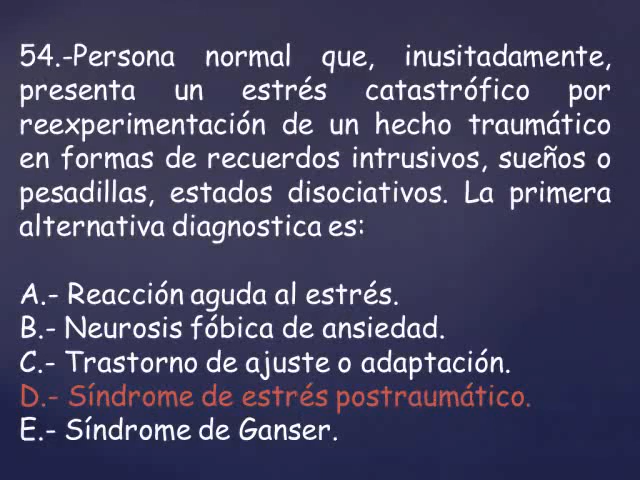 54.-Persona normal que, inusitadamente,
presenta un estrés catastrófico por
reexperimentación de un hecho traumático
en formas de recuerdos intrusivos, sueños o
pesadillas, estados disociativos. La primera
alternativa diagnostica es:
A.- Reacción aguda al estrés.
B.- Neurosis fóbica de ansiedad.
C.- Trastorno de ajuste o adaptación.
D.- Síndrome de estrés postraumático.
E.- Síndrome de Ganser.